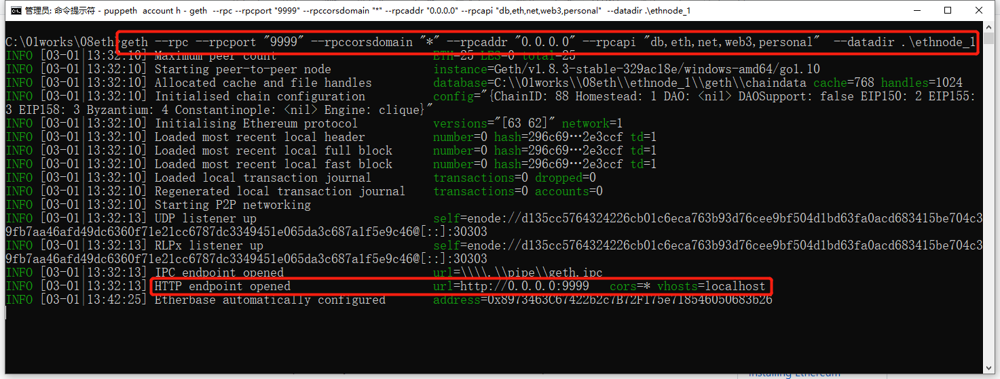 管理员: 命令提示符 - puppeth account h - geth --rpc --rpcport "9999" --rpccorsdomain "*" --rpcaddr "0.0.0.0" --rpcapi "db,eth,net,web3,personal" --datadir .\ethnode_1
C:\01works\08eth>geth --rpc --rpcport "9999" --rpccorsdomain "*" --rpcaddr "0.0.0.0" --rpcapi "db,eth,net,web3,personal"  --datadir .\ethnode_1
INFO [03-01|13:32:10] Maximum peer count                       ETH=25 LES=0 total=25
INFO [03-01|13:32:10] Starting peer-to-peer node               instance=Geth/v1.8.3-stable-329ac18e/windows-amd64/go1.10
INFO [03-01|13:32:10] Allocated cache and file handles         database=C:\\01works\\08eth\\ethnode_1\\geth\\chaindata cache=768 handles=1024
INFO [03-01|13:32:10] Initialised chain configuration          config="{ChainID: 88 Homestead: 1 DAO: <nil> DAOSupport: false EIP150: 2 EIP155:
3 EIP158: 3 Byzantium: 4 Constantinople: <nil> Engine: clique}"
INFO [03-01|13:32:10] Initialising Ethereum protocol           versions="[63 62]" network=1
INFO [03-01|13:32:10] Loaded most recent local header          number=0 hash=296c69…2e3ccf td=1
INFO [03-01|13:32:10] Loaded most recent local full block      number=0 hash=296c69…2e3ccf td=1
INFO [03-01|13:32:10] Loaded most recent local fast block      number=0 hash=296c69…2e3ccf td=1
INFO [03-01|13:32:10] Loaded local transaction journal         transactions=0 dropped=0
INFO [03-01|13:32:10] Regenerated local transaction journal    transactions=0 accounts=0
INFO [03-01|13:32:10] Starting P2P networking
INFO [03-01|13:32:13] UDP listener up                          self=enode://d135cc5764324226cb01c6eca763b93d76cee9bf504d1bd63fa0acd683415be704c3
9fb7aa46afd49dc6360f71e21cc6787dc3349451e065da3c687a1f5e9c46@[::]:30303
INFO [03-01|13:32:13] RLPx listener up                         self=enode://d135cc5764324226cb01c6eca763b93d76cee9bf504d1bd63fa0acd683415be704c3
9fb7aa46afd49dc6360f71e21cc6787dc3349451e065da3c687a1f5e9c46@[::]:30303
INFO [03-01|13:32:13] IPC endpoint opened                      url=\\\\.\\pipe\\geth.ipc
INFO [03-01|13:32:13] HTTP endpoint opened                     url=http://0.0.0.0:9999   cors=* vhosts=localhost
INFO [03-01|13:42:25] Etherbase automatically configured       address=0x8973463C67422b2c7B72F175e718546050683b26
Installing Ethereum